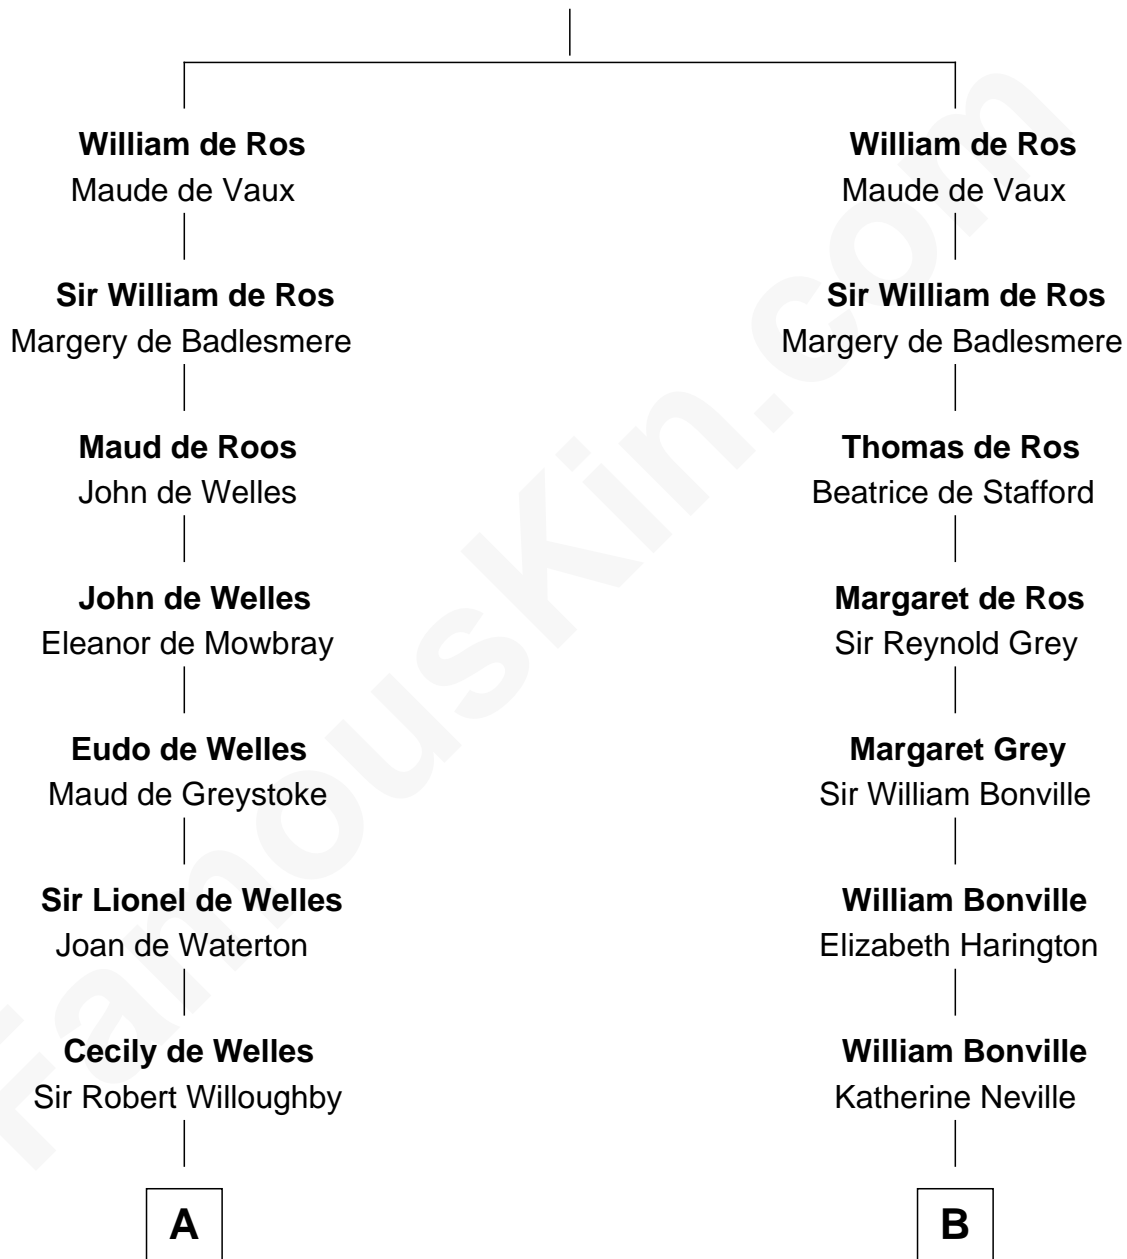 William de Ros
Maude de Vaux
Sir William de Ros
Margery de Badlesmere
Maud de Roos
John de Welles
John de Welles
Eleanor de Mowbray
Eudo de Welles
Maud de Greystoke
Sir Lionel de Welles
Joan de Waterton
Cecily de Welles
Sir Robert Willoughby
A
William de Ros
Maude de Vaux
Sir William de Ros
Margery de Badlesmere
Thomas de Ros
Beatrice de Stafford
Margaret de Ros
Sir Reynold Grey
Margaret Grey
Sir William Bonville
William Bonville
Elizabeth Harington
William Bonville
Katherine Neville
B
FamousKin.com